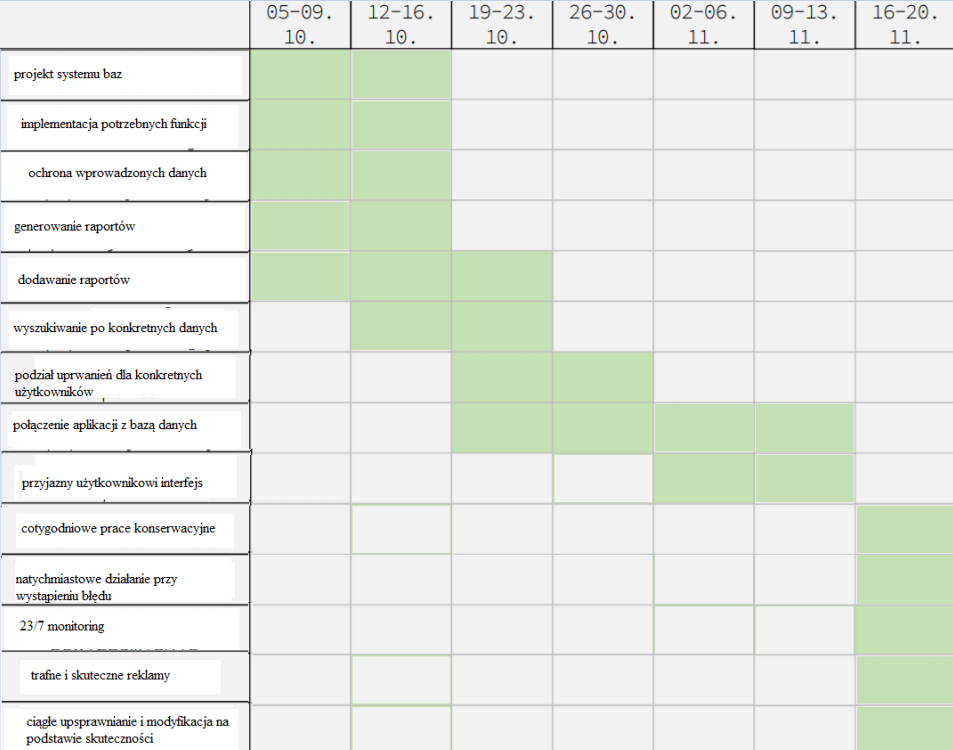 05-09. 12-16. 19-23. 26-30. 02-06. 09-13. 16-20.
10. 10. 10. 10. 11. 11. 11.
projekt systemu baz
implementacja potrzebnych funkcji
ochrona wprowadzonych danych
generowanie raportów
dodawanie raportów
wyszukiwanie po konkretnych danych
podział uprwanień dla konkretnych
użytkowników
połączenie aplikacji z bazą danych
przyjazny użytkownikowi interfejs
cotygodniowe prace konserwacyjne
natychmiastowe działanie przy
wystąpieniu błędu
23/7 monitoring
trafne i skuteczne reklamy
ciągłe upsprawnianie i modyfikacja na
podstawie skuteczności